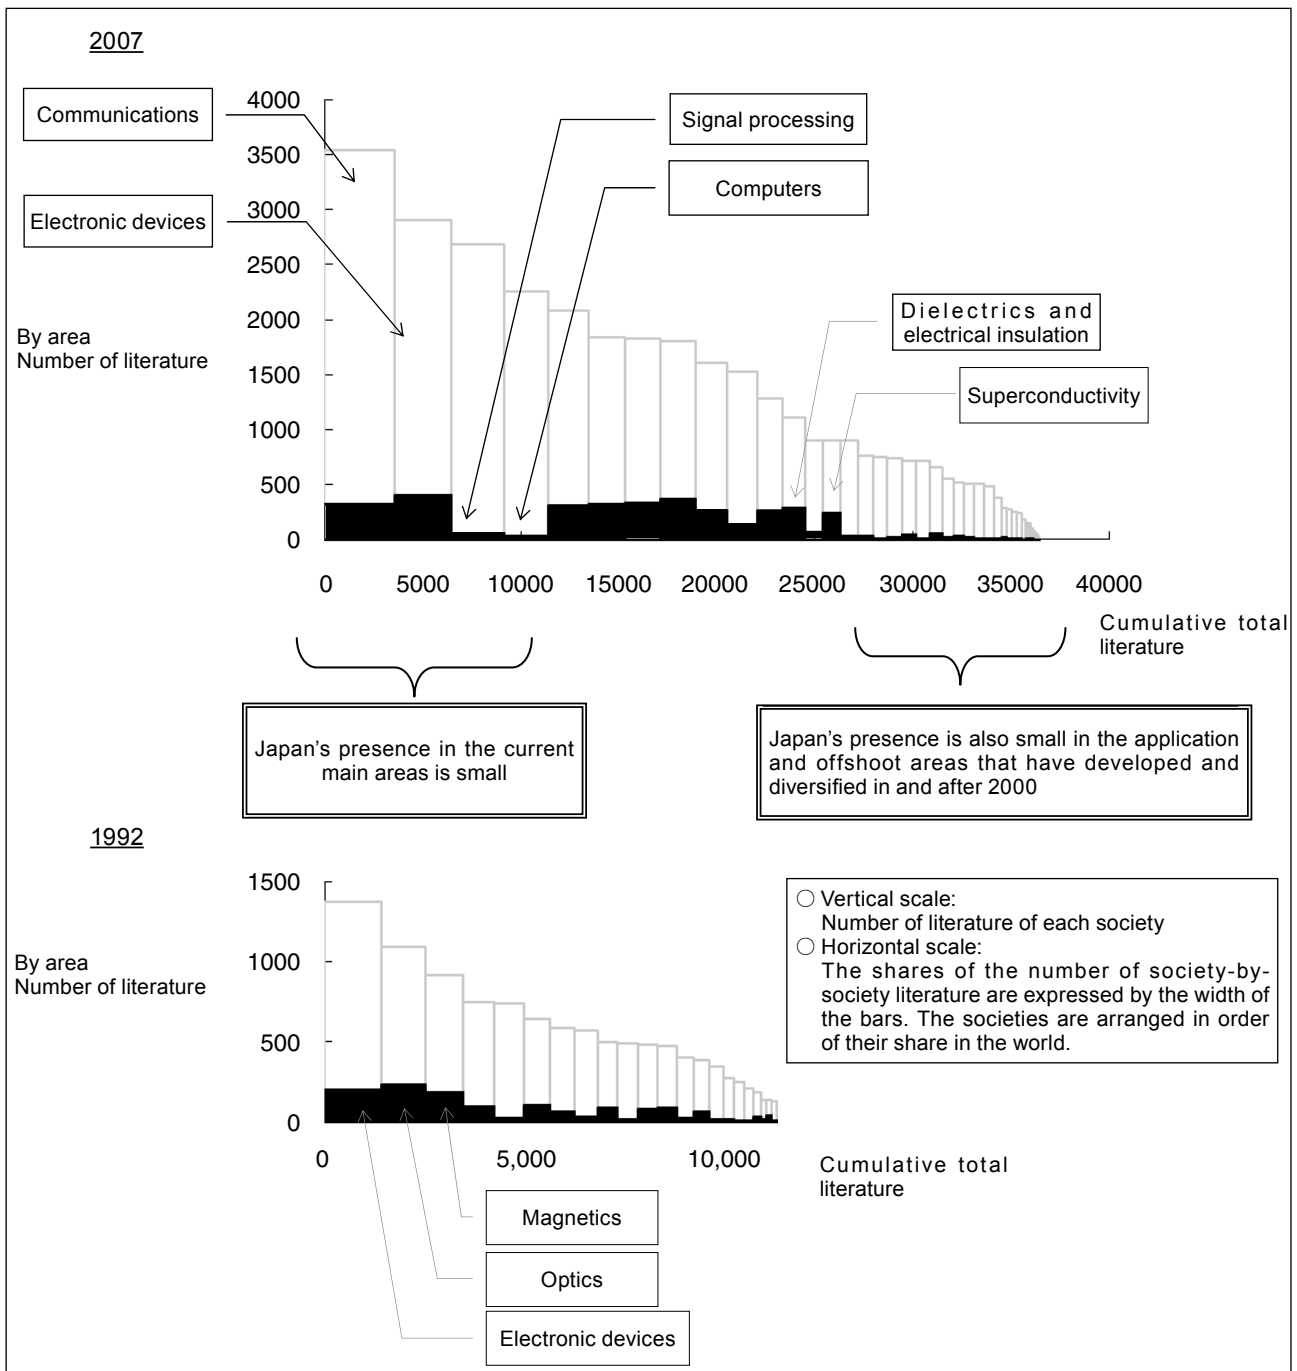 2007
Communications
Electronic devices
Signal processing
Computers
Dielectrics and
electrical insulation
Superconductivity
By area
Number of literature
4000
3500
3000
2500
2000
1500
1000
500
0
0 5000 10000 15000 20000 25000 30000 35000 40000
Cumulative total
literature
Japan's presence in the current
main areas is small
Japan's presence is also small in the application
and offshoot areas that have developed and
diversified in and after 2000
1992
By area
Number of literature
1500
1000
500
0
0 5,000 10,000
Cumulative total
literature
○ Vertical scale:
Number of literature of each society
○ Horizontal scale:
The shares of the number of society-by-
society literature are expressed by the width of
the bars. The societies are arranged in order
of their share in the world.
Magnetics
Optics
Electronic devices